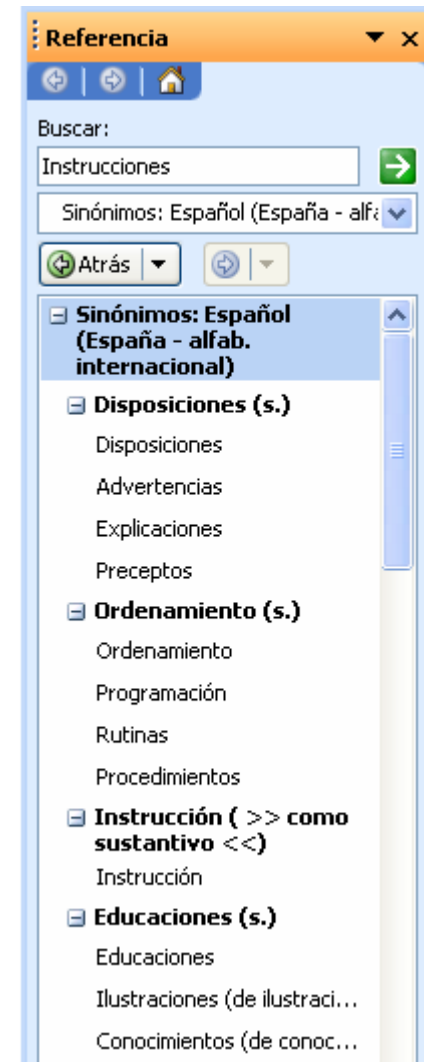 Referencia
Buscar:
Instrucciones
Sinónimos: Español (España - alfa
Atrás
Sinónimos: Español
(España - alfab.
internacional)
Disposiciones (s.)
Disposiciones
Advertencias
Explicaciones
Preceptos
Ordenamiento (s.)
Ordenamiento
Programación
Rutinas
Procedimientos
Instrucción ( >> como
sustantivo <<)
Instrucción
Educaciones (s.)
Educaciones
Ilustraciones (de ilustraci...
Conocimientos (de conoc...